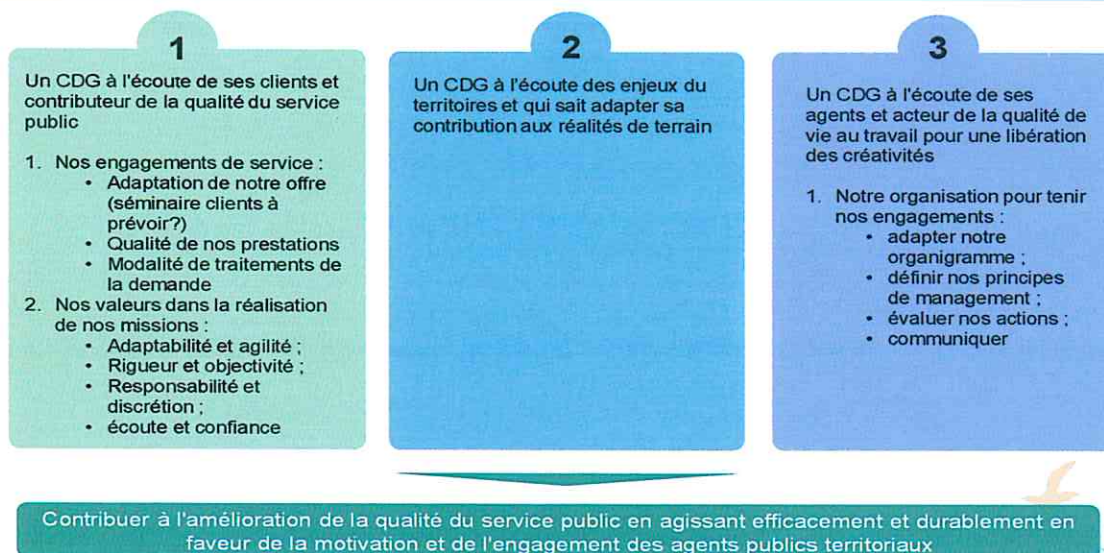 1
Un CDG à l'écoute de ses clients et
contributeur de la qualité du service
public
1. Nos engagements de service :
• Adaptation de notre offre
(séminaire clients à
prévoir?)
• Qualité de nos prestations
• Modalité de traitements de
la demande
2. Nos valeurs dans la réalisation
de nos missions :
• Adaptabilité et agilité ;
• Rigueur et objectivité ;
• Responsabilité et
discrétion ;
• écoute et confiance
2
Un CDG à l'écoute des enjeux du
territoires et qui sait adapter sa
contribution aux réalités de terrain
3
Un CDG à l'écoute de ses
agents et acteur de la qualité de
vie au travail pour une libération
des créativités
1. Notre organisation pour tenir
nos engagements :
• adapter notre
organigramme ;
• définir nos principes
de management ;
• évaluer nos actions ;
• communiquer
Contribuer à l'amélioration de la qualité du service public en agissant efficacement et durablement en
faveur de la motivation et de l'engagement des agents publics territoriaux